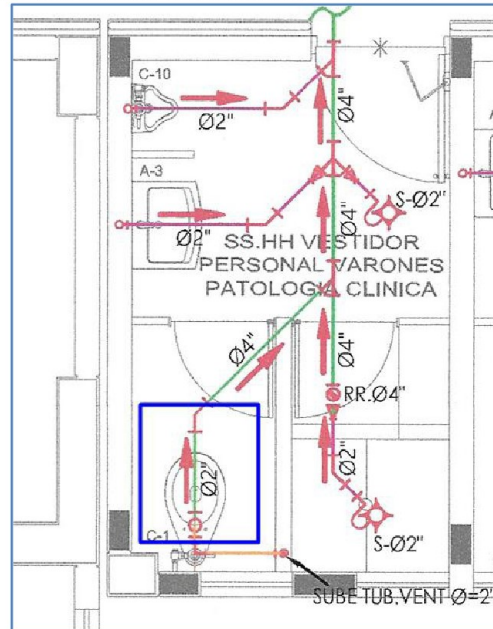 C-10
Ø2"
Ø4"
A-3
Ø2"
Ø4"
S-Ø2"
SS.HH VESTIDOR
PERSONAL VARONES
PATOLOGIA CLINICA
Ø4"
Ø4"
RR.Ø4"
Ø2"
Ø2"
C-1
S-Ø2"
SUBE TUB.VENT Ø=2"